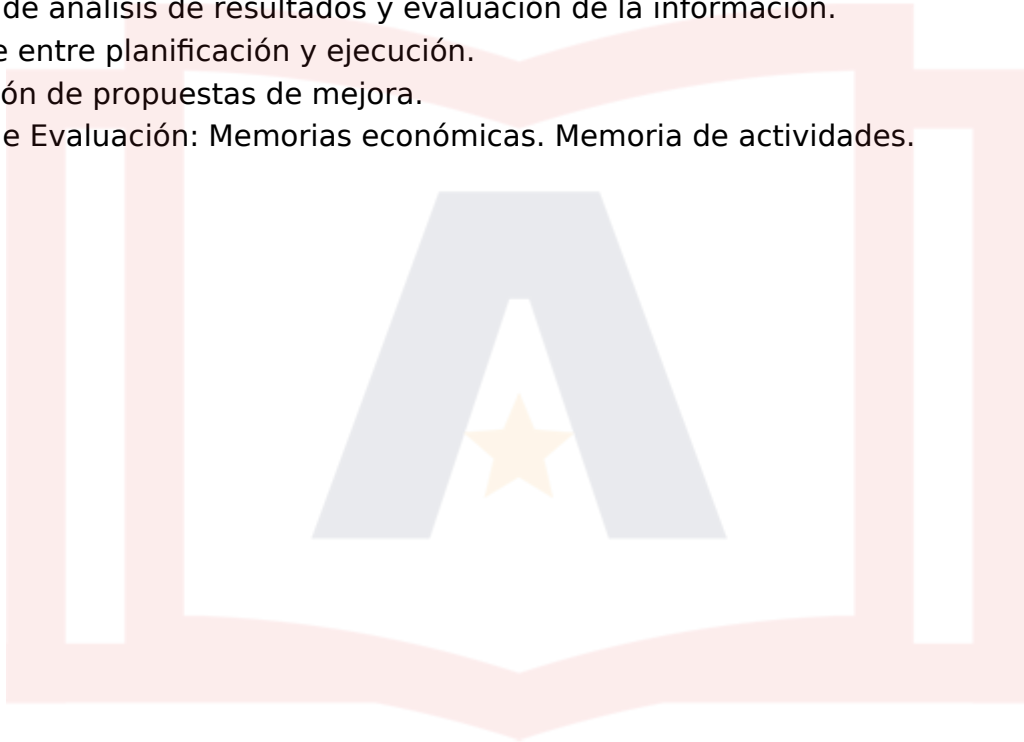 de análisis de resultados y evaluación de la información.
e entre planificación y ejecución.
ón de propuestas de mejora.
e Evaluación: Memorias económicas. Memoria de actividades.